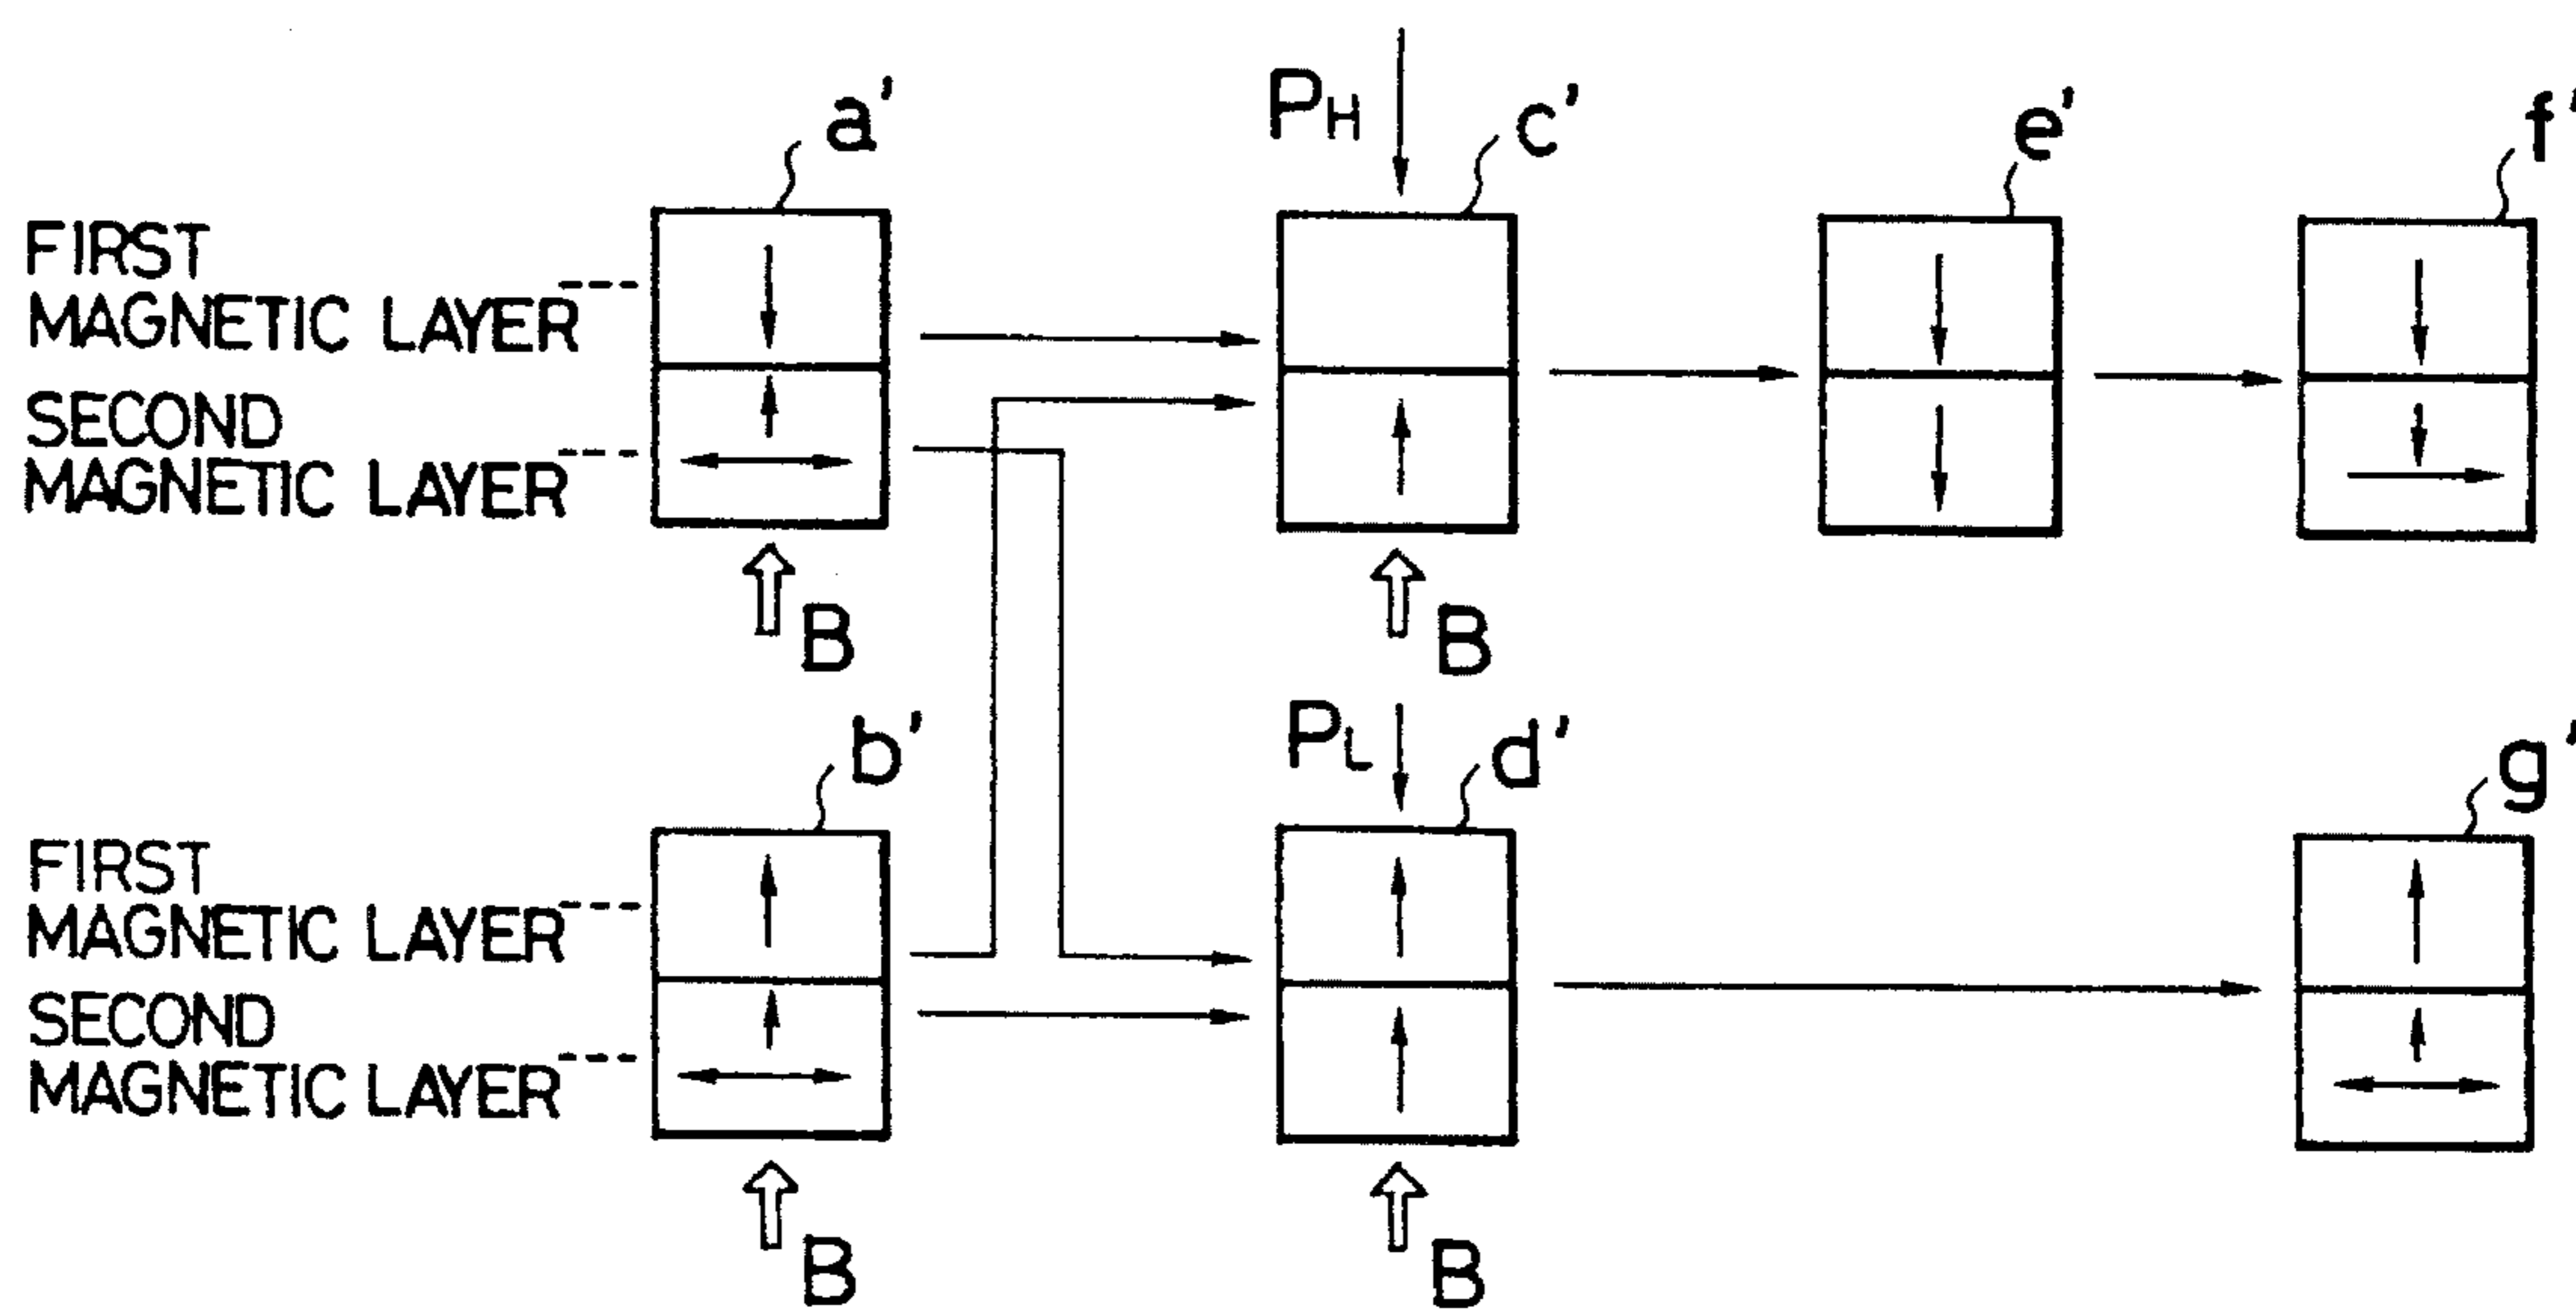 a'
PH
c'
e'
f'
FIRST
MAGNETIC LAYER
SECOND
MAGNETIC LAYER
B
B
b'
PL
d'
g'
FIRST
MAGNETIC LAYER
SECOND
MAGNETIC LAYER
B
B